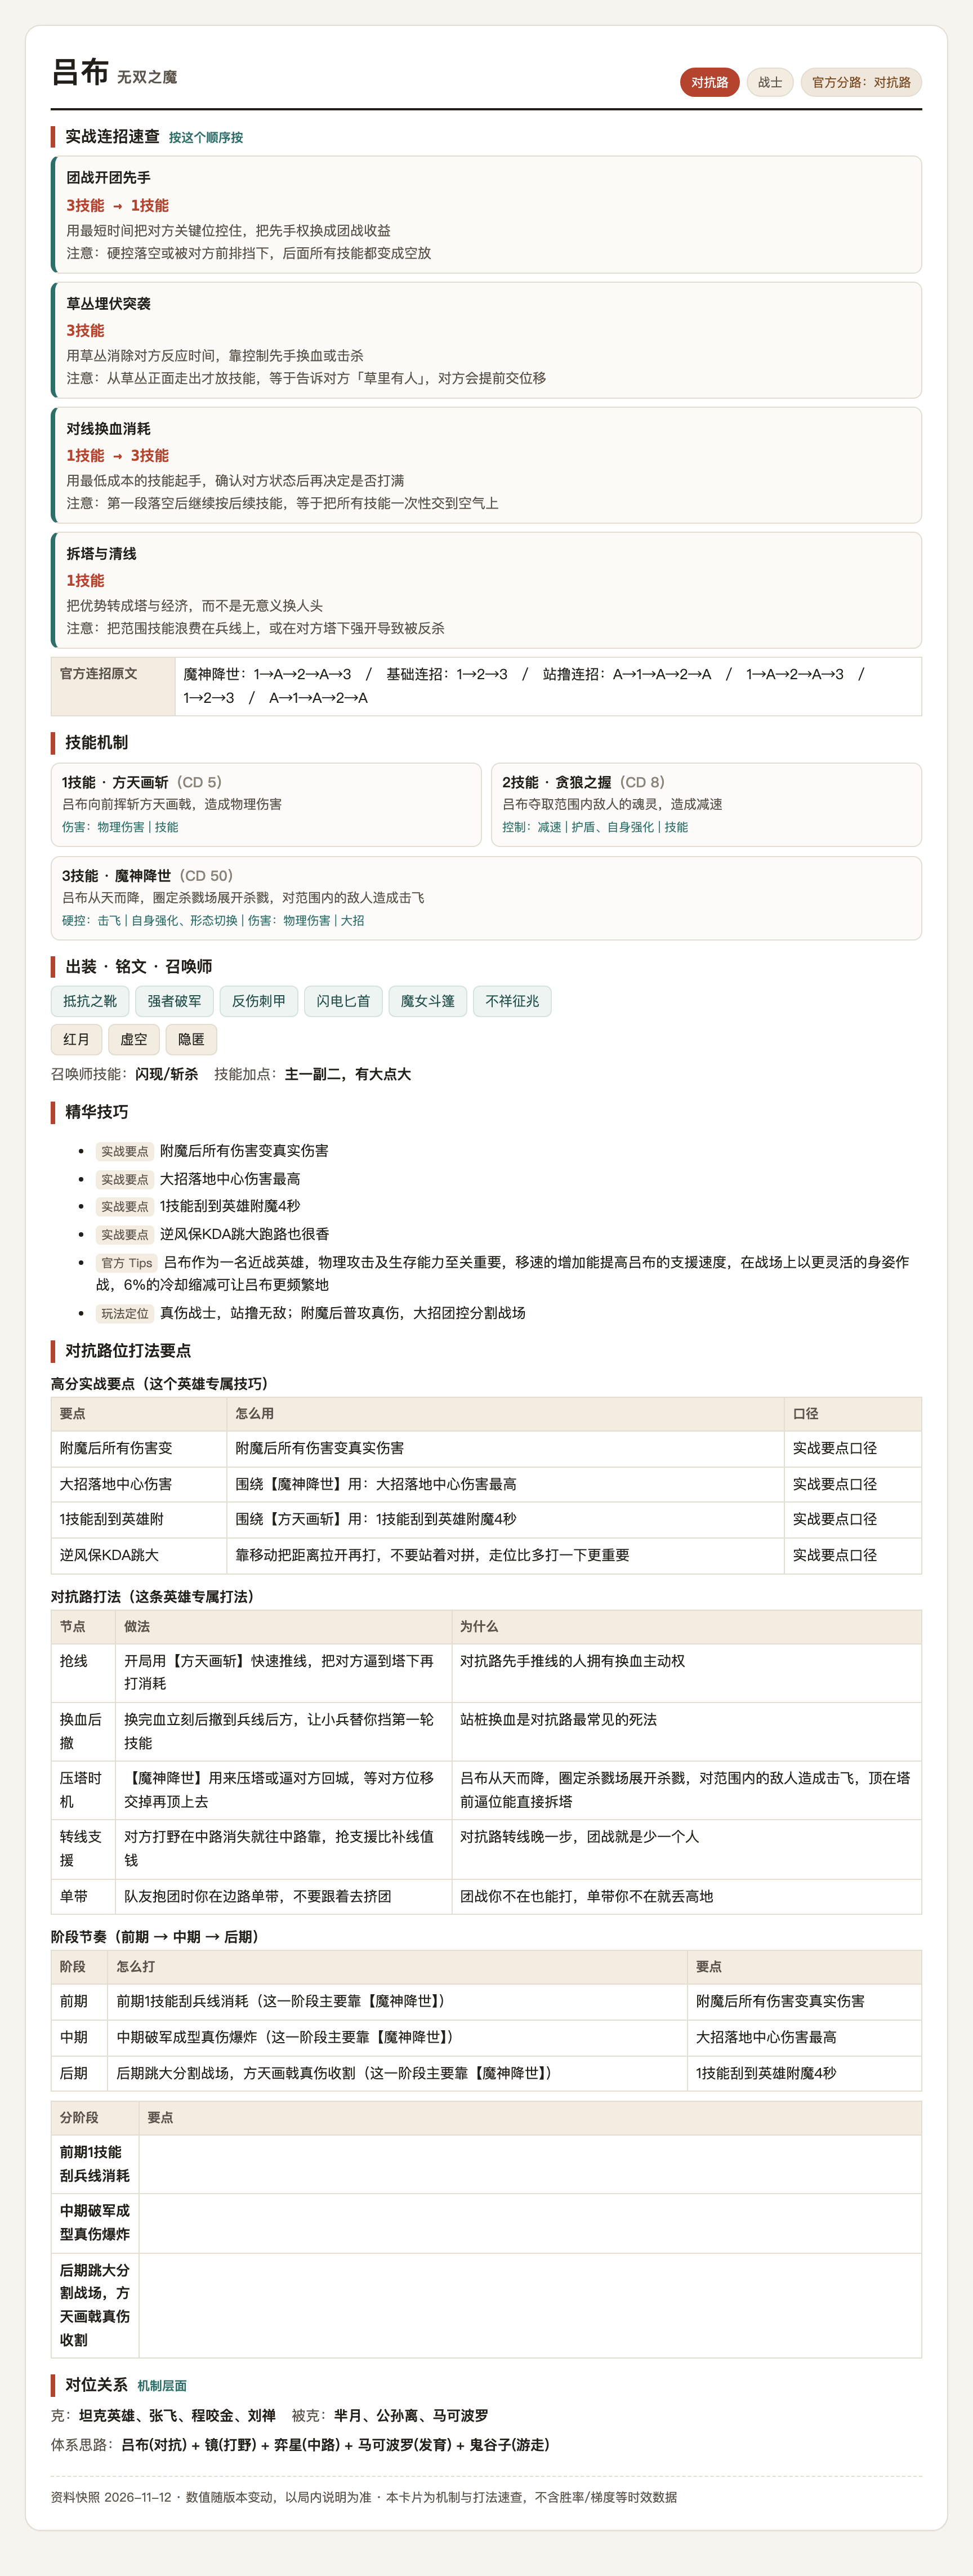 吕布 无双之魔
对抗路 战士 官方分路：对抗路
实战连招速查 按这个顺序按
团战开团先手
3技能 → 1技能
用最短时间把对方关键位控住，把先手权换成团战收益
注意：硬控落空或被对方前排挡下，后面所有技能都变成空放
草丛埋伏突袭
3技能
用草丛消除对方反应时间，靠控制先手换血或击杀
注意：从草丛正面走出才放技能，等于告诉对方「草里有人」，对方会提前交位移
对线换血消耗
1技能 → 3技能
用最低成本的技能起手，确认对方状态后再决定是否打满
注意：第一段落空后继续按后续技能，等于把所有技能一次性交到空气上
拆塔与清线
1技能
把优势转成塔与经济，而不是无意义换人头
注意：把范围技能浪费在兵线上，或在对方塔下强开导致被反杀
官方连招原文 魔神降世：1→A→2→A→3 / 基础连招：1→2→3 / 站撸连招：A→1→A→2→A / 1→A→2→A→3 /
1→2→3 / A→1→A→2→A
技能机制
1技能 · 方天画斩（CD 5）
吕布向前挥斩方天画戟，造成物理伤害
伤害：物理伤害 | 技能
2技能 · 贪狼之握（CD 8）
吕布夺取范围内敌人的魂灵，造成减速
控制：减速 | 护盾、自身强化 | 技能
3技能 · 魔神降世（CD 50）
吕布从天而降，圈定杀戮场展开杀戮，对范围内的敌人造成击飞
硬控：击飞 | 自身强化、形态切换 | 伤害：物理伤害 | 大招
出装 · 铭文 · 召唤师
抵抗之靴 强者破军 反伤刺甲 闪电匕首 魔女斗篷 不祥征兆
红月 虚空 隐匿
召唤师技能：闪现/斩杀 技能加点：主一副二，有大点大
精华技巧
• 实战要点 附魔后所有伤害变真实伤害
• 实战要点 大招落地中心伤害最高
• 实战要点 1技能刮到英雄附魔4秒
• 实战要点 逆风保KDA跳大跑路也很香
• 官方 Tips 吕布作为一名近战英雄，物理攻击及生存能力至关重要，移速的增加能提高吕布的支援速度，在战场上以更灵活的身姿作
战，6%的冷却缩减可让吕布更频繁地
• 玩法定位 真伤战士，站撸无敌；附魔后普攻真伤，大招团控分割战场
对抗路位打法要点
高分实战要点（这个英雄专属技巧）
要点 怎么用 口径
附魔后所有伤害变 附魔后所有伤害变真实伤害 实战要点口径
大招落地中心伤害 围绕【魔神降世】用：大招落地中心伤害最高 实战要点口径
1技能刮到英雄附 围绕【方天画斩】用：1技能刮到英雄附魔4秒 实战要点口径
逆风保KDA跳大 靠移动把距离拉开再打，不要站着对拼，走位比多打一下更重要 实战要点口径
对抗路打法（这条英雄专属打法）
节点 做法 为什么
抢线 开局用【方天画斩】快速推线，把对方逼到塔下再
打消耗 对抗路先手推线的人拥有换血主动权
换血后
撤 换完血立刻后撤到兵线后方，让小兵替你挡第一轮
技能 站桩换血是对抗路最常见的死法
压塔时
机 【魔神降世】用来压塔或逼对方回城，等对方位移
交掉再顶上去 吕布从天而降，圈定杀戮场展开杀戮，对范围内的敌人造成击飞，顶在塔
前逼位能直接拆塔
转线支
援 对方打野在中路消失就往中路靠，抢支援比补线值
钱 对抗路转线晚一步，团战就是少一个人
单带 队友抱团时你在边路单带，不要跟着去挤团 团战你不在也能打，单带你不在就丢高地
阶段节奏（前期 → 中期 → 后期）
阶段 怎么打 要点
前期 前期1技能刮兵线消耗（这一阶段主要靠【魔神降世】） 附魔后所有伤害变真实伤害
中期 中期破军成型真伤爆炸（这一阶段主要靠【魔神降世】） 大招落地中心伤害最高
后期 后期跳大分割战场，方天画戟真伤收割（这一阶段主要靠【魔神降世】） 1技能刮到英雄附魔4秒
分阶段 要点
前期1技能
刮兵线消耗
中期破军成
型真伤爆炸
后期跳大分
割战场，方
天画戟真伤
收割
对位关系 机制层面
克：坦克英雄、张飞、程咬金、刘禅 被克：芈月、公孙离、马可波罗
体系思路：吕布(对抗) + 镜(打野) + 弈星(中路) + 马可波罗(发育) + 鬼谷子(游走)
资料快照 2026-11-12 · 数值随版本变动，以局内说明为准 · 本卡片为机制与打法速查，不含胜率/梯度等时效数据